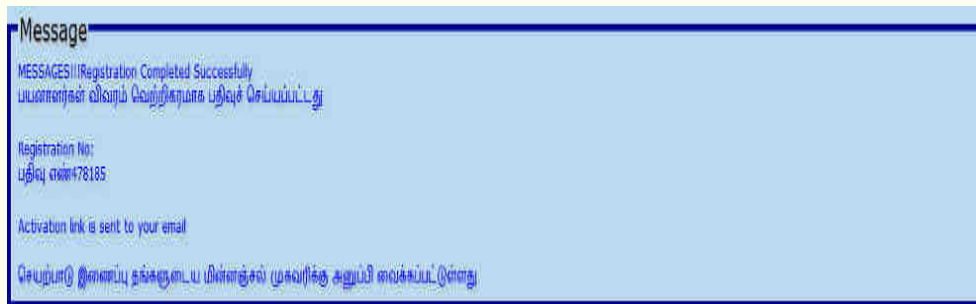 Message
MESSAGES!!!Registration Completed Successfully
பயனாளர்கள் விவரம் வெற்றிகரமாக பதிவுச் செய்யப்பட்டது
Registration No:
பதிவு எண்478185
Activation link is sent to your email
செயற்பாடு இணைப்பு தங்களுடைய மின்னஞ்சல் முகவரிக்கு அனுப்பி வைக்கப்பட்டுள்ளது